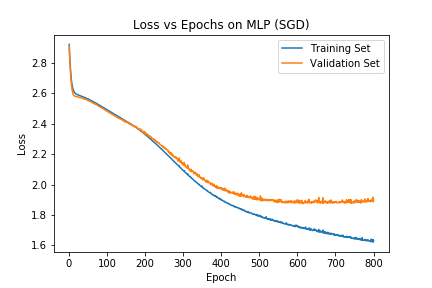 Loss vs Epochs on MLP (SGD)
Training Set
Validation Set
2.8
2.6
2.4
2.2
2.0
1.8
1.6
Loss
0 100 200 300 400 500 600 700 800
Epoch